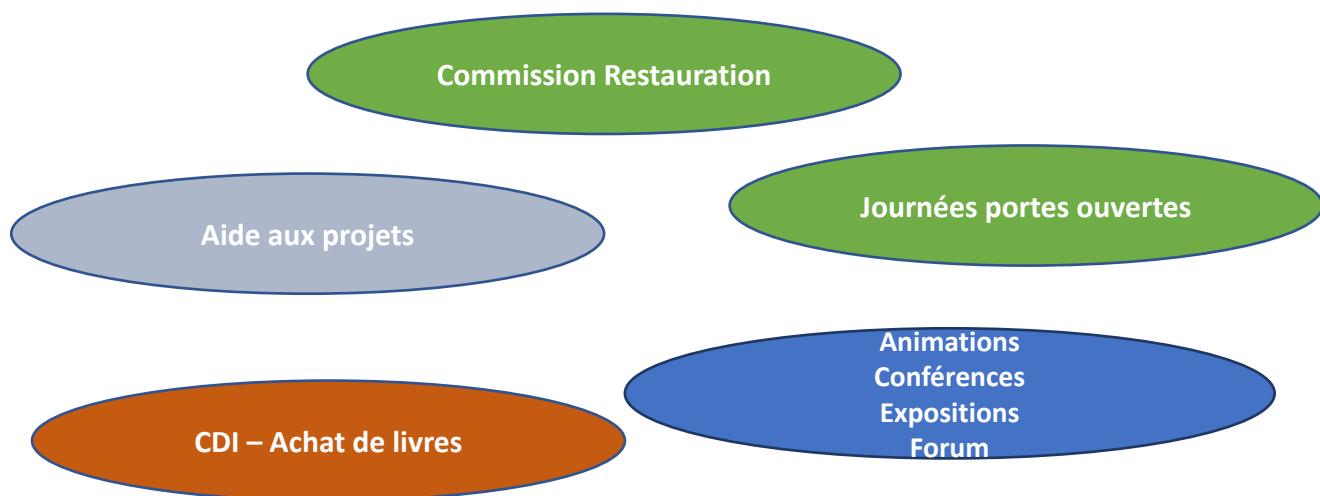 Commission Restauration
Journées portes ouvertes
Aide aux projets
Animations
Conférences
Expositions
Forum
CDI – Achat de livres